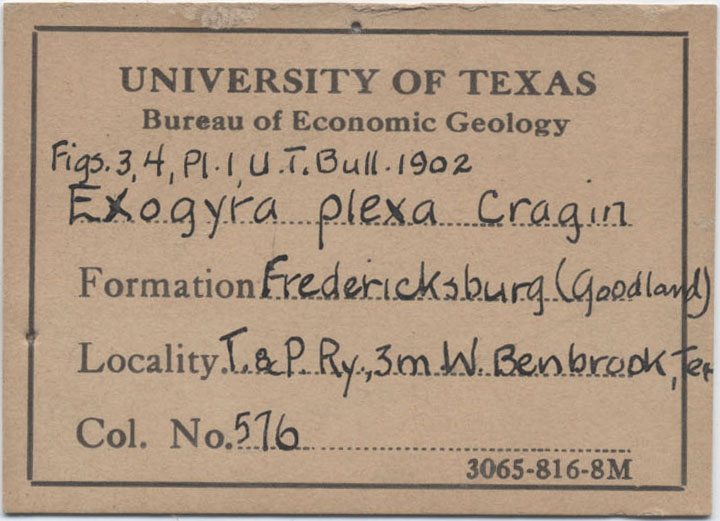 UNIVERSITY OF TEXAS
Bureau of Economic Geology
Figs. 3, 4, Pl. 1, U.T. Bull. 1902
Exogyra plexa Cragin
Formation Fredericksburg (Goodland)
Locality. T. & P. Ry., 3 m. W. Benbrook, Tex
Col. No. 576
3065-816-8M